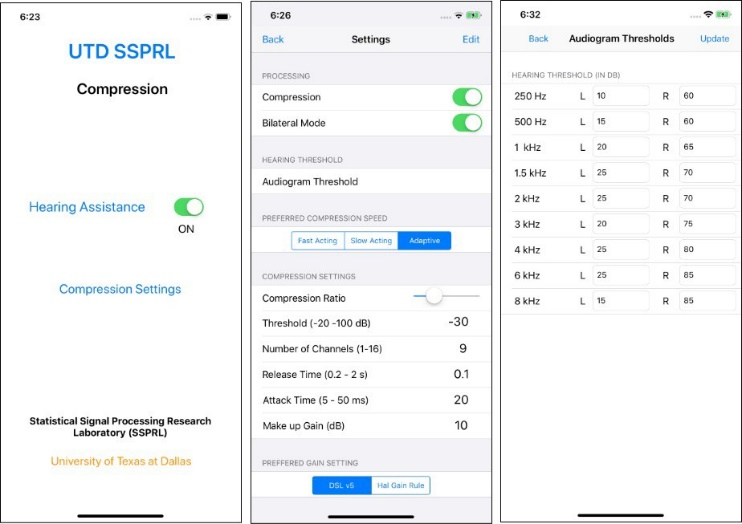 6:23
UTD SSPRL
Compression
Hearing Assistance
ON
Compression Settings
Statistical Signal Processing Research
Laboratory (SSPRL)
University of Texas at Dallas
6:26
Back Settings Edit
PROCESSING
Compression
Bilateral Mode
HEARING THRESHOLD
Audiogram Threshold
PREFERRED COMPRESSION SPEED
Fast Acting Slow Acting Adaptive
COMPRESSION SETTINGS
Compression Ratio
Threshold (-20 -100 dB) -30
Number of Channels (1-16) 9
Release Time (0.2 - 2 s) 0.1
Attack Time (5 - 50 ms) 20
Make up Gain (dB) 10
PREFFERED GAIN SETTING
DSL v5 Hal Gain Rule
6:32
Back Audiogram Thresholds Update
HEARING THRESHOLD (IN DB)
250 Hz L 10 R 60
500 Hz L 15 R 60
1 kHz L 20 R 65
1.5 kHz L 25 R 70
2 kHz L 25 R 70
3 kHz L 20 R 75
4 kHz L 25 R 80
6 kHz L 25 R 85
8 kHz L 15 R 85